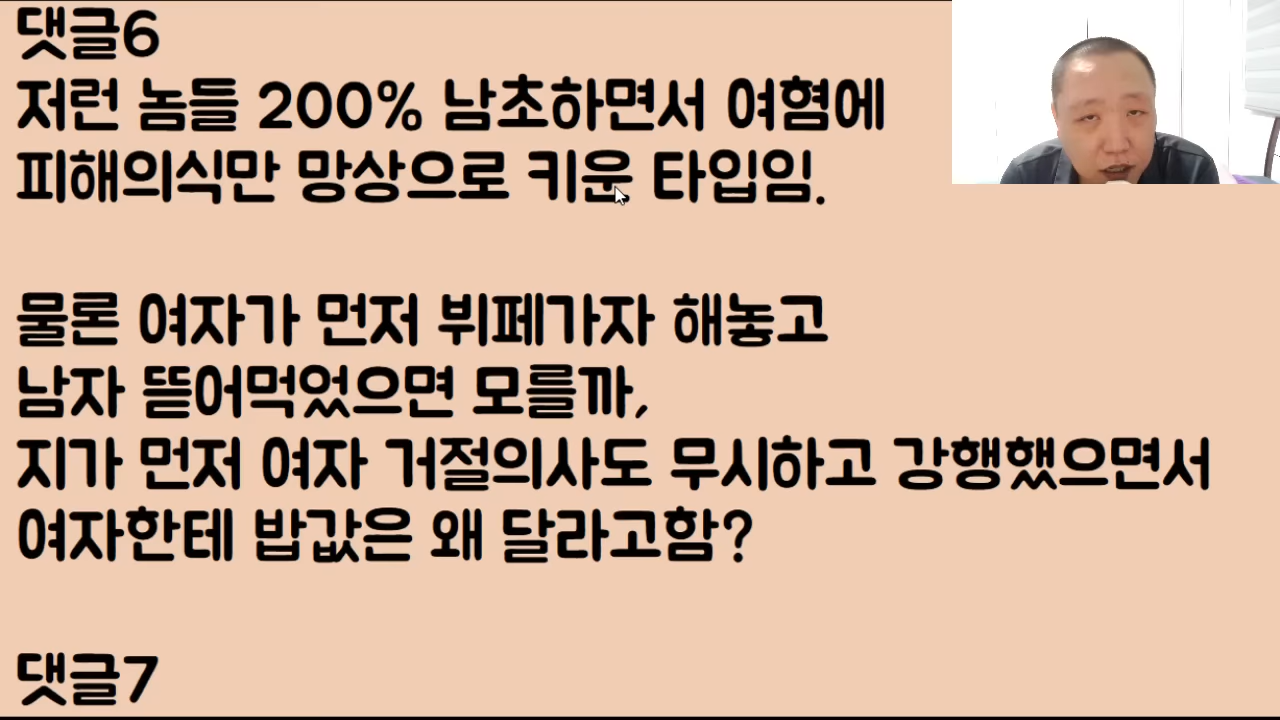 댓글6
저런 놈들 200% 남초하면서 여혐에
피해의식만 망상으로 키운 타입임.
물론 여자가 먼저 뷔페가자 해놓고
남자 뜯어먹었으면 모를까,
지가 먼저 여자 거절의사도 무시하고 강행했으면서
여자한테 밥값은 왜 달라고함?
댓글7